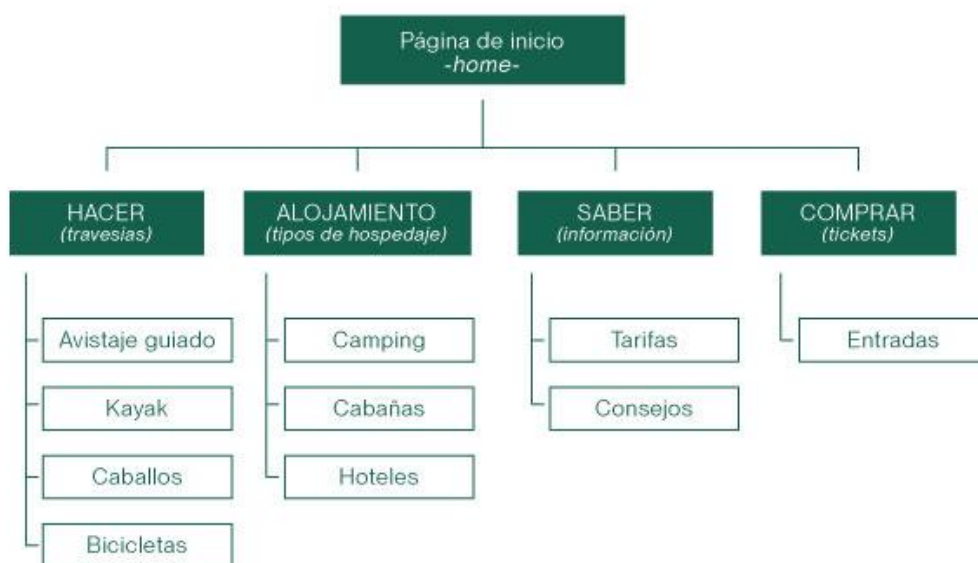 Página de inicio
-home-
HACER
(travesias)
ALOJAMIENTO
(tipos de hospedaje)
SABER
(información)
COMPRAR
(tickets)
Avistaje guiado
Kayak
Caballos
Bicicletas
Camping
Cabañas
Hoteles
Tarifas
Consejos
Entradas